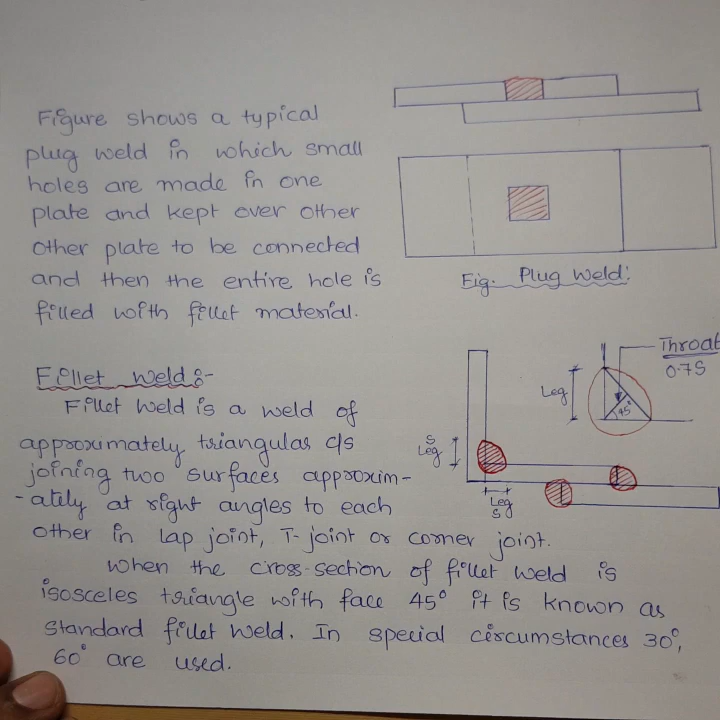 Figure shows a typical
plug weld in which small
holes are made in one
plate and kept over other
other plate to be connected
and then the entire hole is
filled with fillet material.
Fig. Plug Weld:
Fillet Weld:-
Fillet Weld is a weld of
approximately triangular c/s
joining two surfaces approxim-
-ately at right angles to each
other in lap joint, T-joint or corner joint.
When the cross-section of fillet weld is
isosceles triangle with face 45° it is known as
standard fillet weld. In special circumstances 30°,
60° are used.
Throat
0.7S
Leg
45°
S
Leg
Leg
S